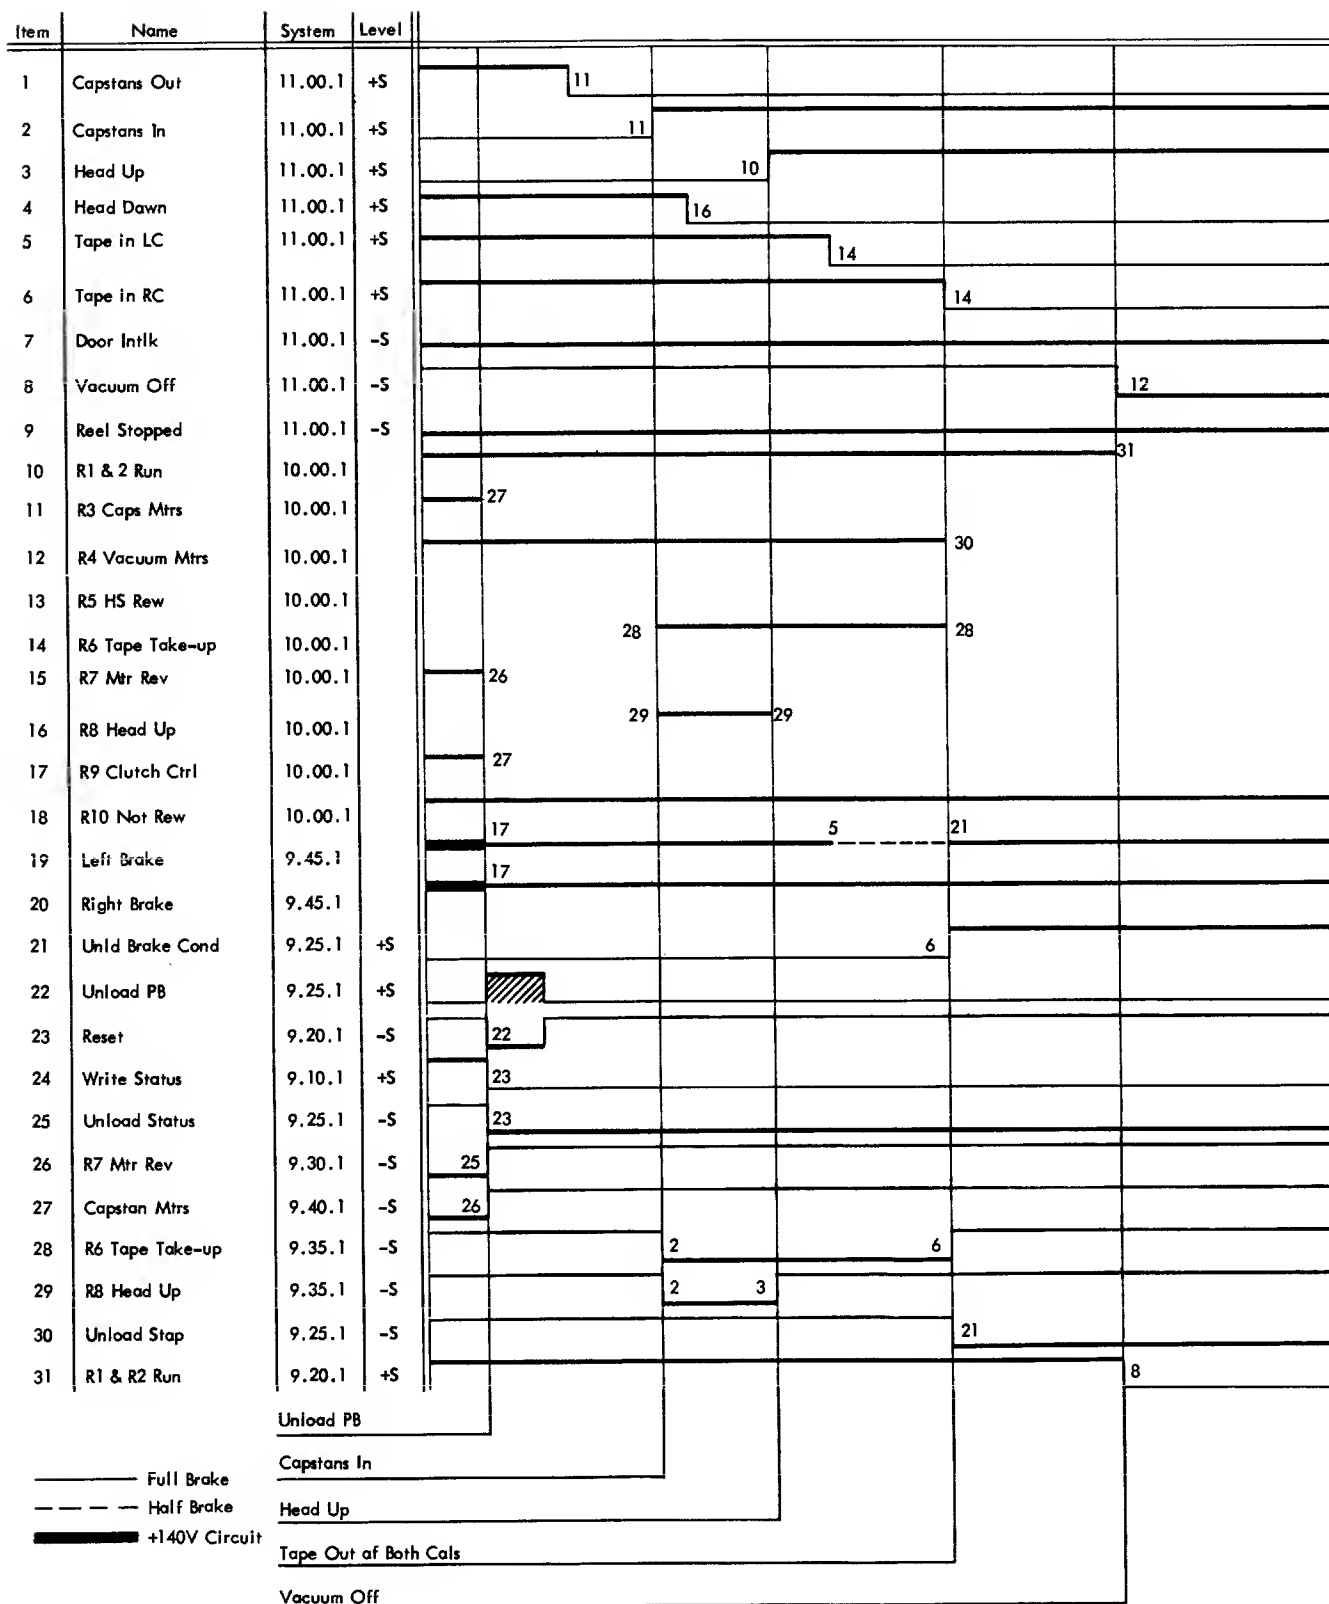 Item Name System Level
1 Capstans Out 11.00.1 +S 11
2 Capstans In 11.00.1 +S 11
3 Head Up 11.00.1 +S 10
4 Head Dawn 11.00.1 +S 16
5 Tape in LC 11.00.1 +S 14
6 Tape in RC 11.00.1 +S 14
7 Door Intlk 11.00.1 -S
8 Vacuum Off 11.00.1 -S 12
9 Reel Stopped 11.00.1 -S
10 R1 & 2 Run 10.00.1 31
11 R3 Caps Mtrs 10.00.1 27
12 R4 Vacuum Mtrs 10.00.1 30
13 R5 HS Rew 10.00.1
14 R6 Tape Take-up 10.00.1 28 28
15 R7 Mtr Rev 10.00.1 26
16 R8 Head Up 10.00.1 29 29
17 R9 Clutch Ctrl 10.00.1 27
18 R10 Not Rew 10.00.1
19 Left Brake 9.45.1 17 5 21
20 Right Brake 9.45.1 17
21 Unld Brake Cond 9.25.1 +S 6
22 Unload PB 9.25.1 +S
23 Reset 9.20.1 -S 22
24 Write Status 9.10.1 +S 23
25 Unload Status 9.25.1 -S 23
26 R7 Mtr Rev 9.30.1 -S 25
27 Capstan Mtrs 9.40.1 -S 26
28 R6 Tape Take-up 9.35.1 -S 2 6
29 R8 Head Up 9.35.1 -S 2 3
30 Unload Stap 9.25.1 -S 21
31 R1 & R2 Run 9.20.1 +S 8
Unload PB
Capstans In
Full Brake
Half Brake
Head Up
+140V Circuit
Tape Out af Both Cals
Vacuum Off